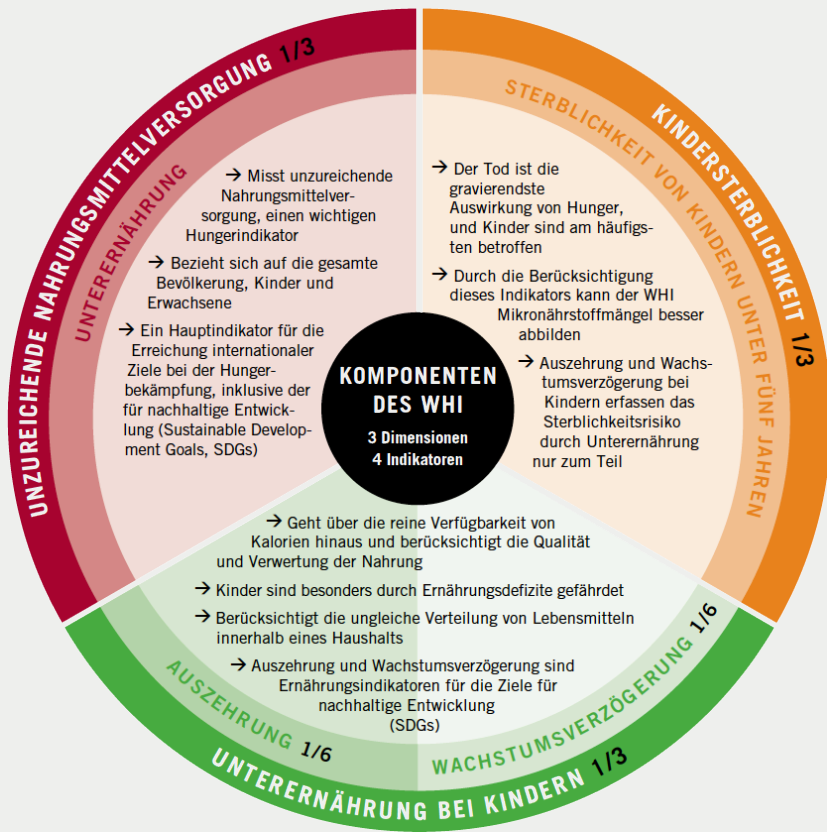 UNZUREICHENDE NAHRUNGSMITTELVERSORGUNG 1/3
UNTERERNÄHRUNG
→ Misst unzureichende
Nahrungsmittelver-
sorgung, einen wichtigen
Hungerindikator
→ Bezieht sich auf die gesamte
Bevölkerung, Kinder und
Erwachsene
→ Ein Hauptindikator für die
Erreichung internationaler
Ziele bei der Hunger-
bekämpfung, inklusive der
für nachhaltige Entwick-
lung (Sustainable Develop-
ment Goals, SDGs)
KINDERSTERBLICHKEIT 1/3
STERBLICHKEIT VON KINDERN UNTER FÜNF JAHREN
→ Der Tod ist die
gravierendste
Auswirkung von Hunger,
und Kinder sind am häufigs-
ten betroffen
→ Durch die Berücksichtigung
dieses Indikators kann der WHI
Mikronährstoffmängel besser
abbilden
→ Auszehrung und Wachs-
tumsverzögerung bei
Kindern erfassen das
Sterblichkeitsrisiko
durch Unterernährung
nur zum Teil
KOMPONENTEN
DES WHI
3 Dimensionen
4 Indikatoren
→ Geht über die reine Verfügbarkeit von
Kalorien hinaus und berücksichtigt die Qualität
und Verwertung der Nahrung
→ Kinder sind besonders durch Ernährungsdefizite gefährdet
→ Berücksichtigt die ungleiche Verteilung von Lebensmitteln
innerhalb eines Haushalts
→ Auszehrung und Wachstumsverzögerung sind
Ernährungsindikatoren für die Ziele für
nachhaltige Entwicklung
(SDGs)
AUSZEHRUNG 1/6
WACHSTUMSVERZÖGERUNG 1/6
UNTERERNÄHRUNG BEI KINDERN 1/3